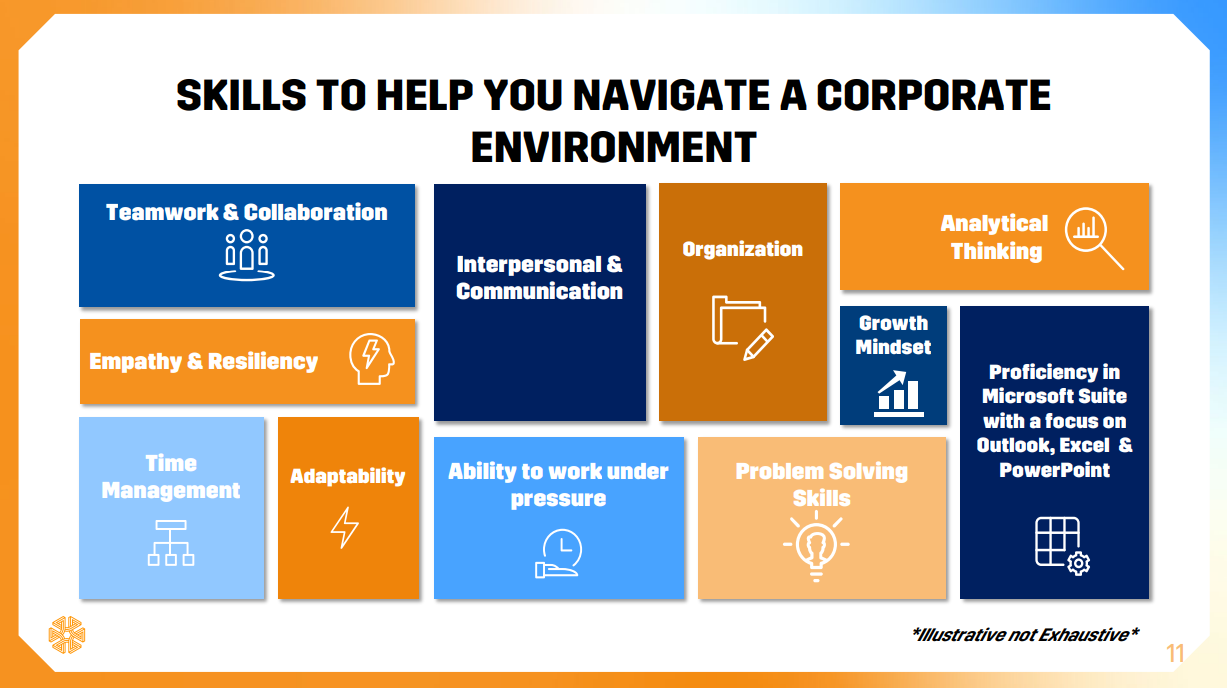 SKILLS TO HELP YOU NAVIGATE A CORPORATE
ENVIRONMENT
Teamwork & Collaboration
Interpersonal &
Communication
Organization
Analytical
Thinking
Empathy & Resiliency
Growth
Mindset
Proficiency in
Microsoft Suite
with a focus on
Outlook, Excel &
PowerPoint
Time
Management
Adaptability
Ability to work under
pressure
Problem Solving
Skills
*Illustrative not Exhaustive*
11